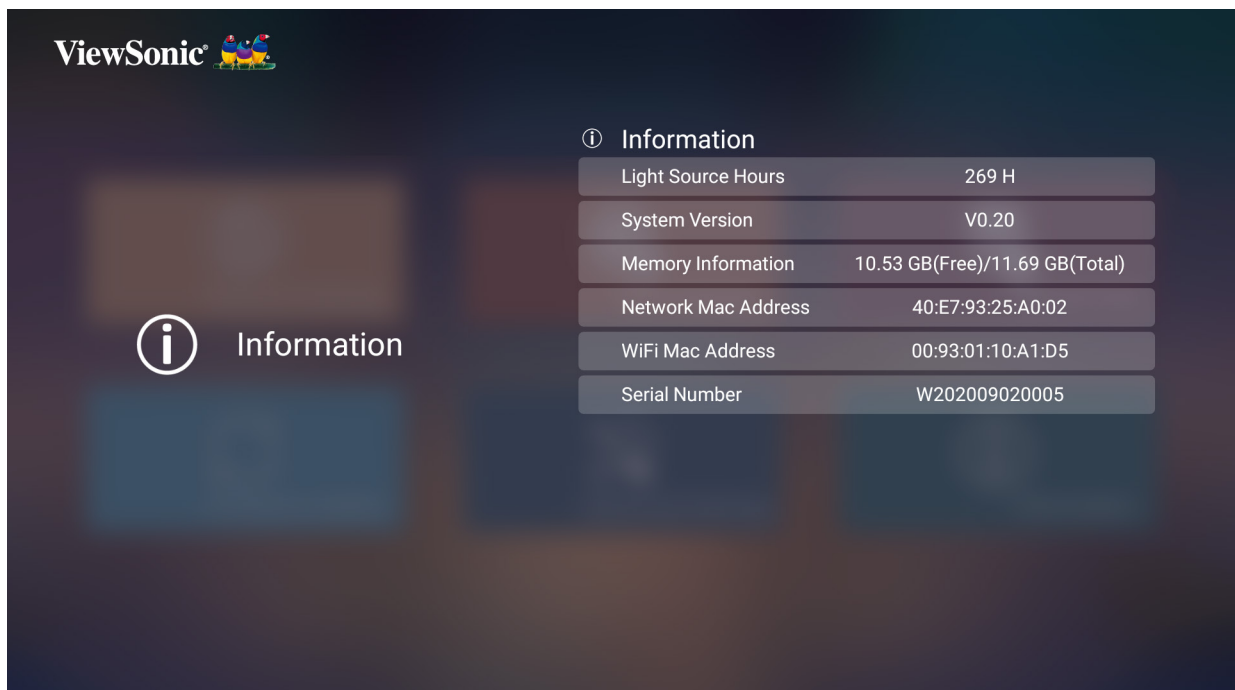 ViewSonic®
Information
Information
Light Source Hours 269 H
System Version V0.20
Memory Information 10.53 GB(Free)/11.69 GB(Total)
Network Mac Address 40:E7:93:25:A0:02
WiFi Mac Address 00:93:01:10:A1:D5
Serial Number W202009020005